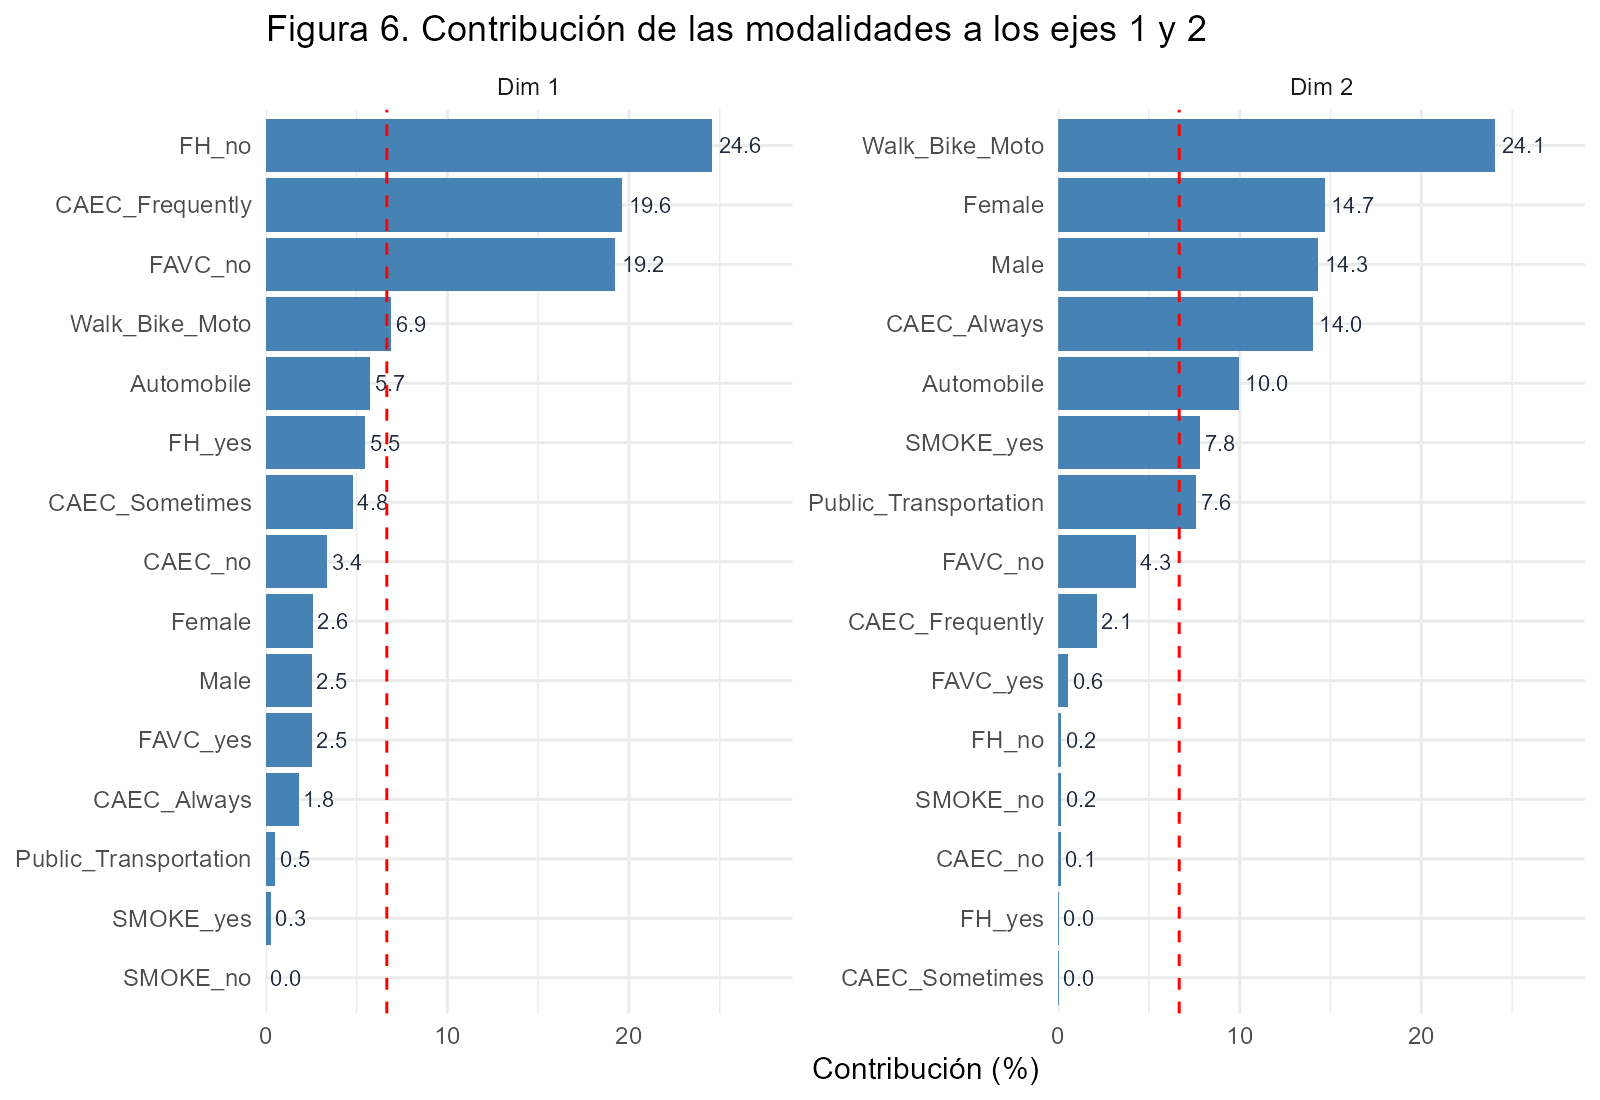 Figura 6. Contribución de las modalidades a los ejes 1 y 2
Dim 1
FH_no 24.6
CAEC_Frequently 19.6
FAVC_no 19.2
Walk_Bike_Moto 6.9
Automobile 5.7
FH_yes 5.5
CAEC_Sometimes 4.8
CAEC_no 3.4
Female 2.6
Male 2.5
FAVC_yes 2.5
CAEC_Always 1.8
Public_Transportation 0.5
SMOKE_yes 0.3
SMOKE_no 0.0
0 10 20
Dim 2
Walk_Bike_Moto 24.1
Female 14.7
Male 14.3
CAEC_Always 14.0
Automobile 10.0
SMOKE_yes 7.8
Public_Transportation 7.6
FAVC_no 4.3
CAEC_Frequently 2.1
FAVC_yes 0.6
FH_no 0.2
SMOKE_no 0.2
CAEC_no 0.1
FH_yes 0.0
CAEC_Sometimes 0.0
0 10 20
Contribución (%)